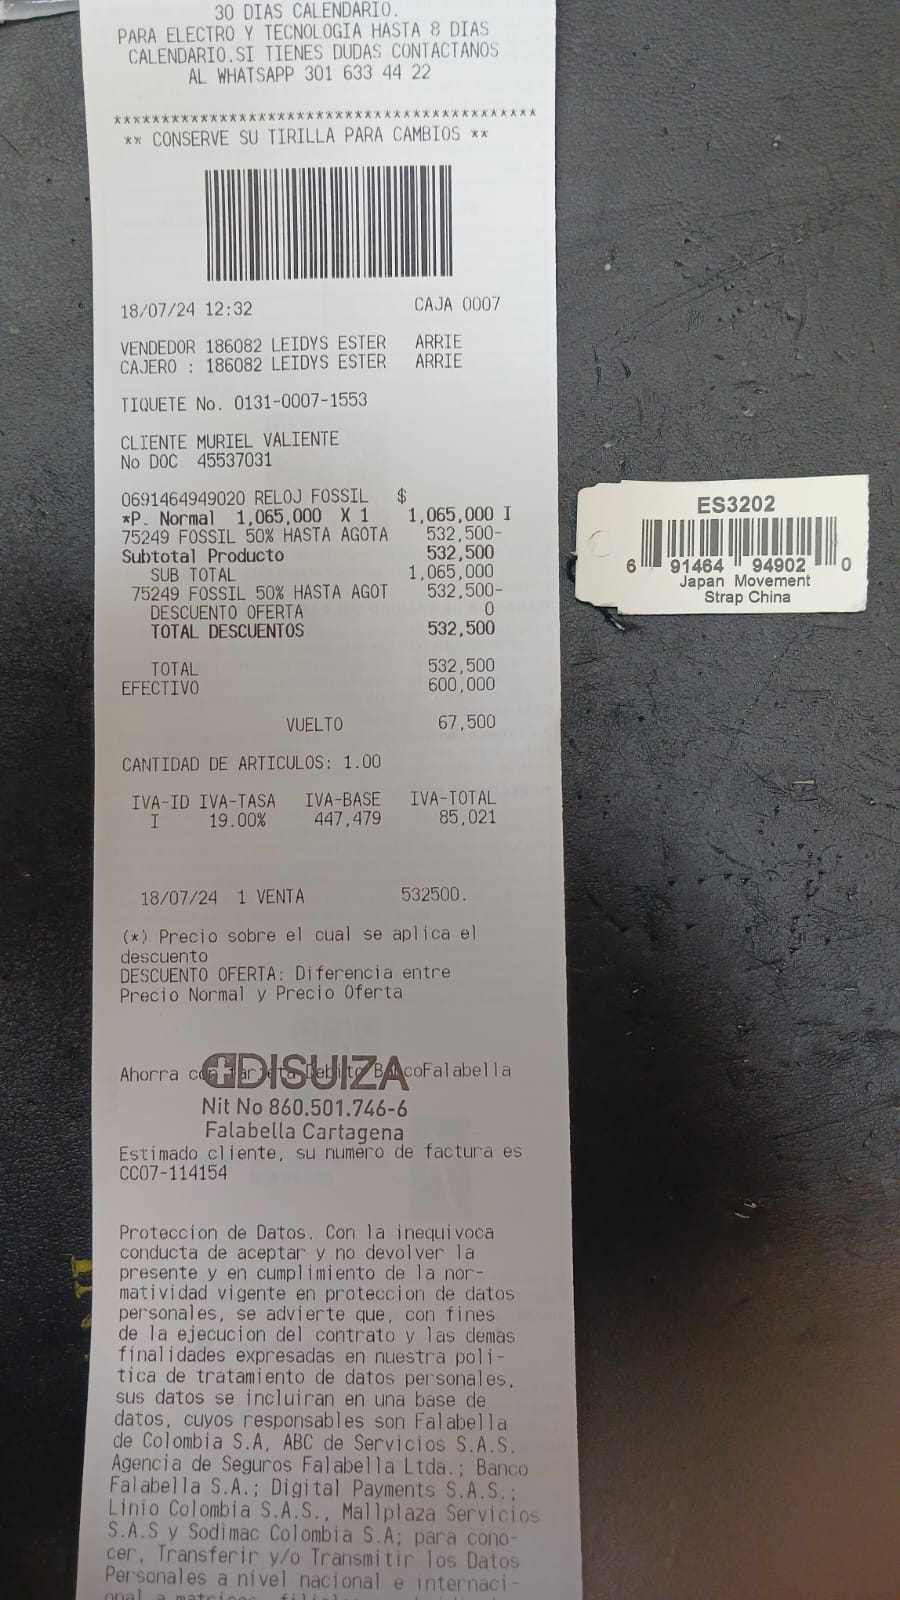 30 DIAS CALENDARIO.
PARA ELECTRO Y TECNOLOGIA HASTA 8 DIAS
CALENDARIO.SI TIENES DUDAS CONTACTANOS
AL WHATSAPP 301 633 44 22
********************************************
** CONSERVE SU TIRILLA PARA CAMBIOS **
18/07/24 12:32 CAJA 0007
VENDEDOR 186082 LEIDYS ESTER ARRIE
CAJERO : 186082 LEIDYS ESTER ARRIE
TIQUETE No. 0131-0007-1553
CLIENTE MURIEL VALIENTE
No DOC 45537031
0691464949020 RELOJ FOSSIL $
*P. Normal 1,065,000 X 1 1,065,000 I
75249 FOSSIL 50% HASTA AGOTA 532,500-
Subtotal Producto 532,500
SUB TOTAL 1,065,000
75249 FOSSIL 50% HASTA AGOT 532,500-
DESCUENTO OFERTA 0
TOTAL DESCUENTOS 532,500
TOTAL 532,500
EFECTIVO 600,000
VUELTO 67,500
CANTIDAD DE ARTICULOS: 1.00
IVA-ID IVA-TASA IVA-BASE IVA-TOTAL
I 19.00% 447,479 85,021
18/07/24 1 VENTA 532500.
(*) Precio sobre el cual se aplica el
descuento
DESCUENTO OFERTA: Diferencia entre
Precio Normal y Precio Oferta
Ahorra con Tarjeta Debito BancoFalabella
DISUIZA
Nit No 860.501.746-6
Falabella Cartagena
Estimado cliente, su numero de factura es
CC07-114154
Proteccion de Datos. Con la inequivoca
conducta de aceptar y no devolver la
presente y en cumplimiento de la nor-
matividad vigente en proteccion de datos
personales, se advierte que, con fines
de la ejecucion del contrato y las demas
finalidades expresadas en nuestra poli-
tica de tratamiento de datos personales,
sus datos se incluiran en una base de
datos, cuyos responsables son Falabella
de Colombia S.A, ABC de Servicios S.A.S.
Agencia de Seguros Falabella Ltda.; Banco
Falabella S.A.; Digital Payments S.A.S.;
Linio Colombia S.A.S., Mallplaza Servicios
S.A.S y Sodimac Colombia S.A; para cono-
cer, Transferir y/o Transmitir los Datos
Personales a nivel nacional e internaci-
ES3202
6 91464 94902 0
Japan Movement
Strap China